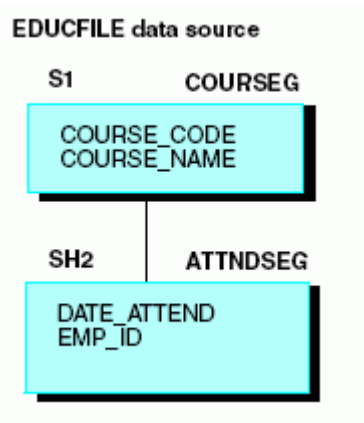 EDUCFILE data source
S1 COURSEG
COURSE_CODE
COURSE_NAME
SH2 ATTNDSEG
DATE_ATTEND
EMP_ID